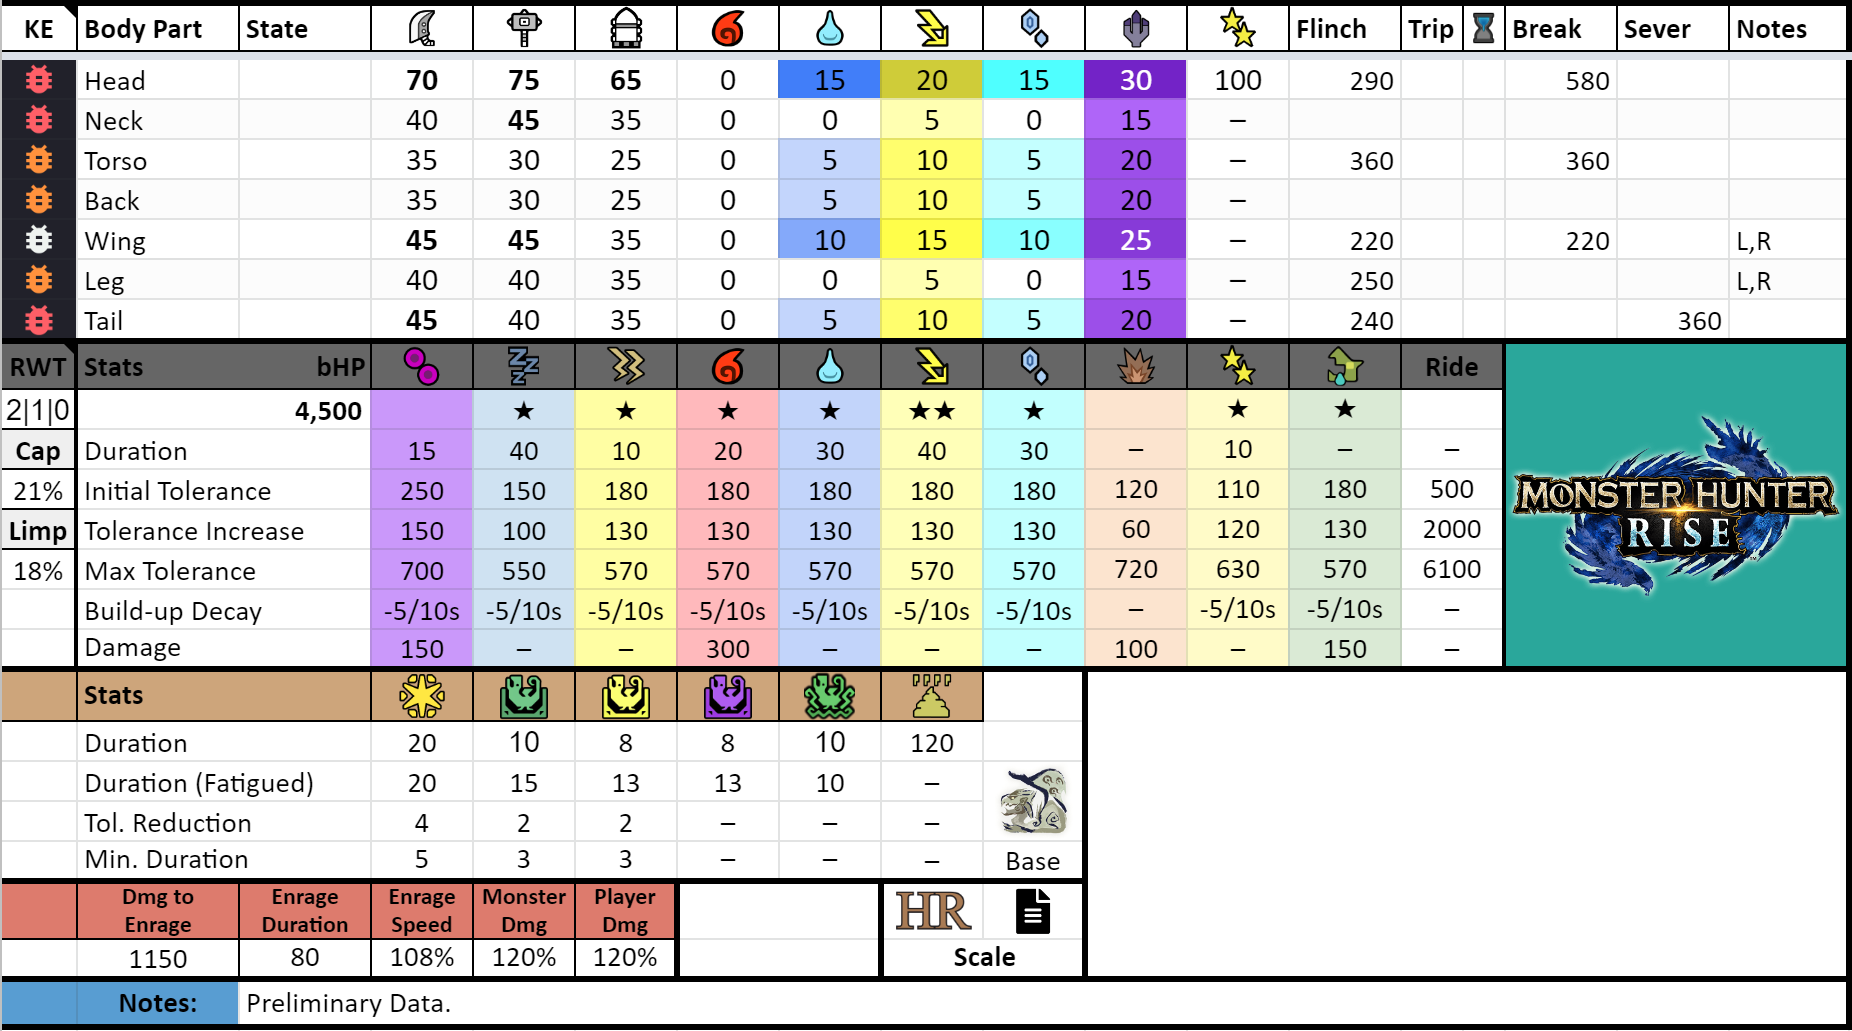 KE Body Part State Flinch Trip Break Sever Notes
Head 70 75 65 0 15 20 15 30 100 290 580
Neck 40 45 35 0 0 5 0 15 –
Torso 35 30 25 0 5 10 5 20 – 360 360
Back 35 30 25 0 5 10 5 20 –
Wing 45 45 35 0 10 15 10 25 – 220 220 L,R
Leg 40 40 35 0 0 5 0 15 – 250 L,R
Tail 45 40 35 0 5 10 5 20 – 240 360
RWT Stats bHP Ride
2|1|0 4,500 ★ ★ ★ ★ ★★ ★ ★ ★
Cap Duration 15 40 10 20 30 40 30 – 10 – –
21% Initial Tolerance 250 150 180 180 180 180 180 120 110 180 500
Limp Tolerance Increase 150 100 130 130 130 130 130 60 120 130 2000
18% Max Tolerance 700 550 570 570 570 570 570 720 630 570 6100
Build-up Decay -5/10s -5/10s -5/10s -5/10s -5/10s -5/10s -5/10s – -5/10s -5/10s –
Damage 150 – – 300 – – – 100 – 150 –
MONSTER HUNTER
RISE
Stats
Duration 20 10 8 8 10 120
Duration (Fatigued) 20 15 13 13 10 –
Tol. Reduction 4 2 2 – – –
Min. Duration 5 3 3 – – – Base
Dmg to Enrage Enrage Monster Player
Enrage Duration Speed Dmg Dmg HR
1150 80 108% 120% 120% Scale
Notes: Preliminary Data.